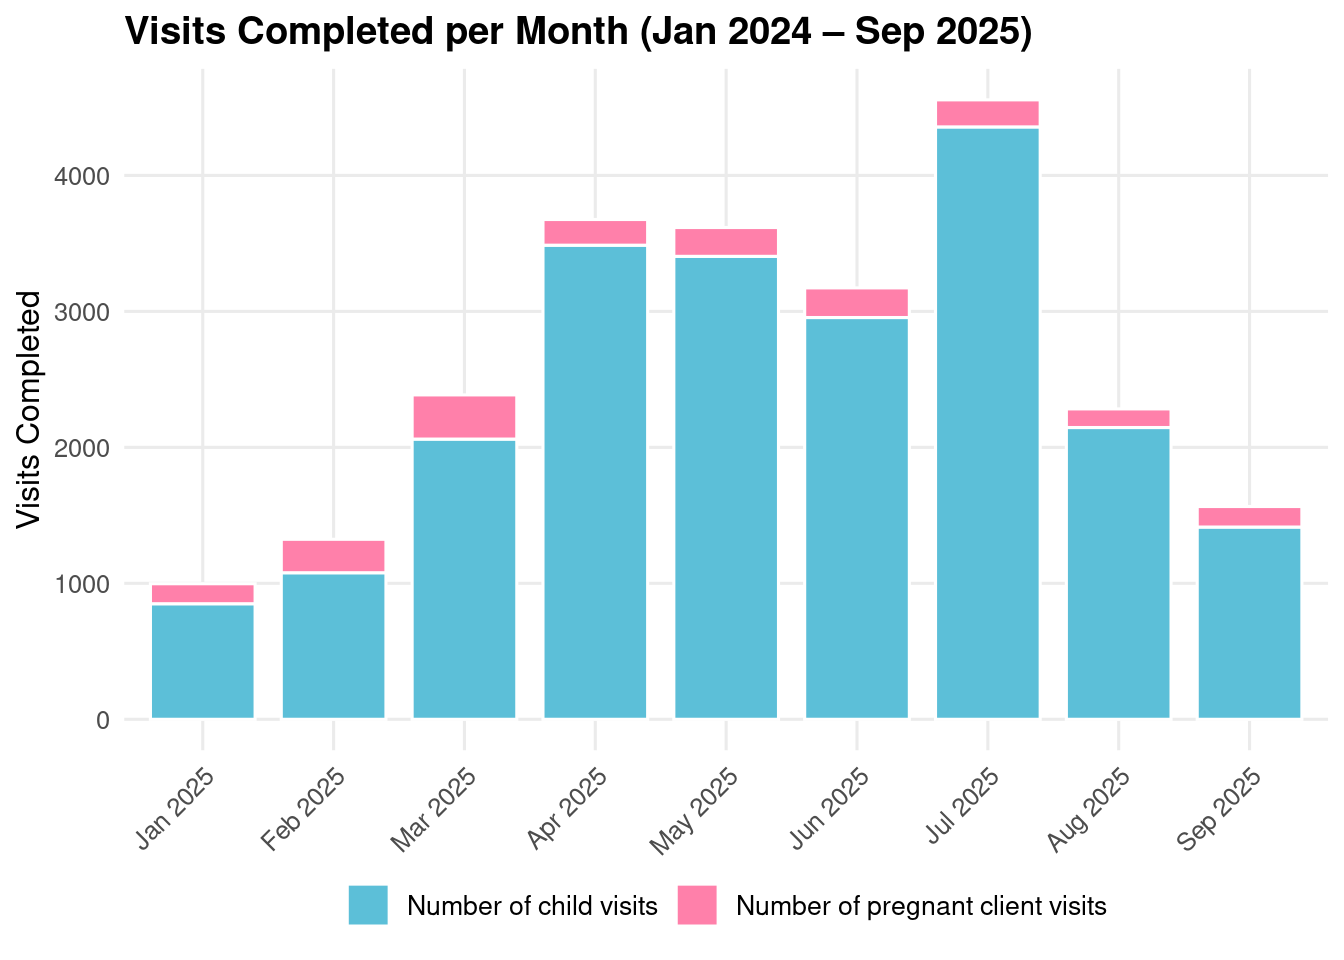 Visits Completed per Month (Jan 2024 – Sep 2025)
Visits Completed
4000
3000
2000
1000
0
Jan 2025
Feb 2025
Mar 2025
Apr 2025
May 2025
Jun 2025
Jul 2025
Aug 2025
Sep 2025
Number of child visits
Number of pregnant client visits